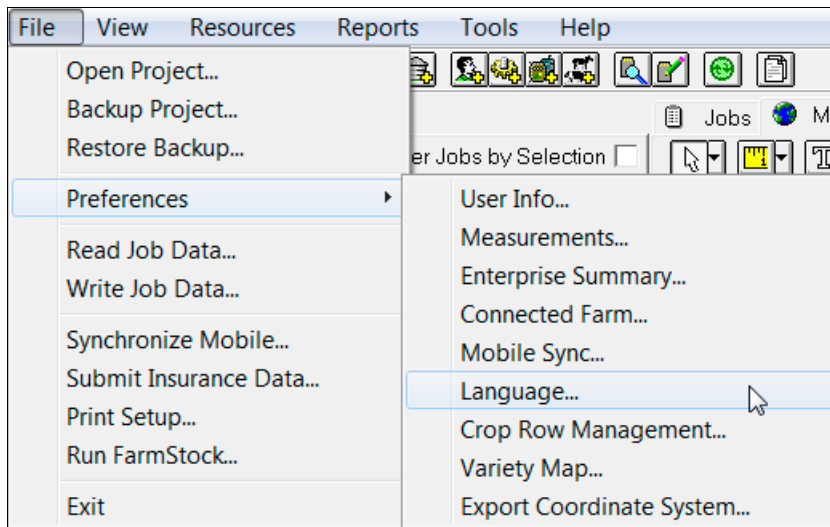 File View Resources Reports Tools Help
Open Project...
Backup Project...
Restore Backup...
Preferences
Read Job Data...
Write Job Data...
Synchronize Mobile...
Submit Insurance Data...
Print Setup...
Run FarmStock...
Exit
Jobs M
er Jobs by Selection
User Info...
Measurements...
Enterprise Summary...
Connected Farm...
Mobile Sync...
Language...
Crop Row Management...
Variety Map...
Export Coordinate System...